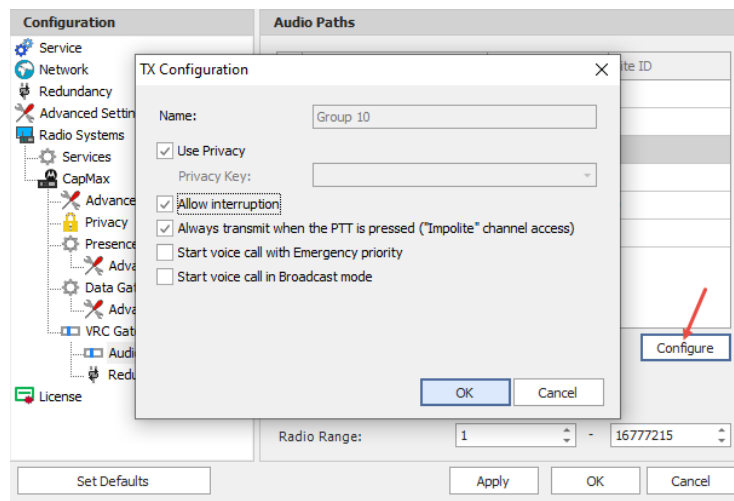 Configuration
Audio Paths
Service
Network
Redundancy
Advanced Settin
Radio Systems
Services
CapMax
Advance
Privacy
Presence
Adva
Data Gat
Adva
VRC Gat
Audi
Redu
License
ite ID
TX Configuration
Name:
Group 10
Use Privacy
Privacy Key:
Allow interruption
Always transmit when the PTT is pressed ("Impolite" channel access)
Start voice call with Emergency priority
Start voice call in Broadcast mode
OK
Cancel
Configure
Radio Range:
1 - 16777215
Set Defaults
Apply
OK
Cancel